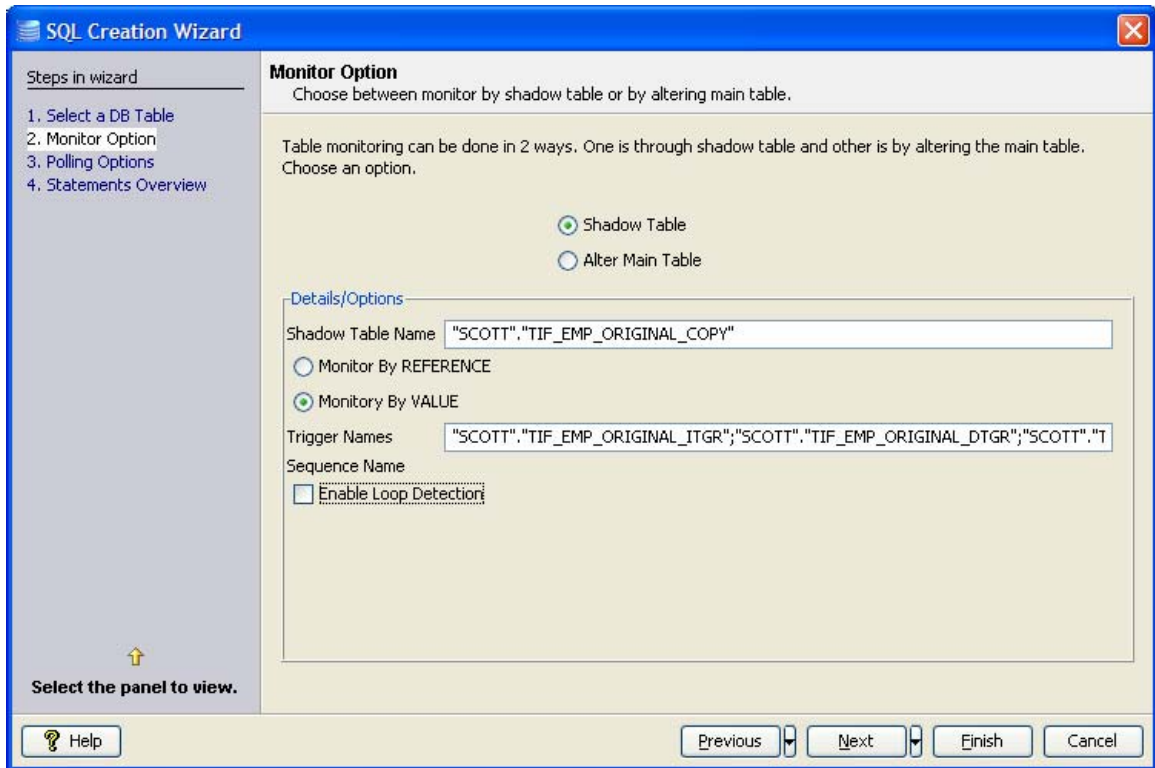 SQL Creation Wizard
Steps in wizard
1. Select a DB Table
2. Monitor Option
3. Polling Options
4. Statements Overview
Select the panel to view.
Monitor Option
Choose between monitor by shadow table or by altering main table.
Table monitoring can be done in 2 ways. One is through shadow table and other is by altering the main table.
Choose an option.
Shadow Table
Alter Main Table
Details/Options
Shadow Table Name "SCOTT"."TIF_EMP_ORIGINAL_COPY"
Monitor By REFERENCE
Monitory By VALUE
Trigger Names "SCOTT"."TIF_EMP_ORIGINAL_ITGR";"SCOTT"."TIF_EMP_ORIGINAL_DTGR";"SCOTT"."T
Sequence Name
Enable Loop Detection
Help Previous Next Finish Cancel